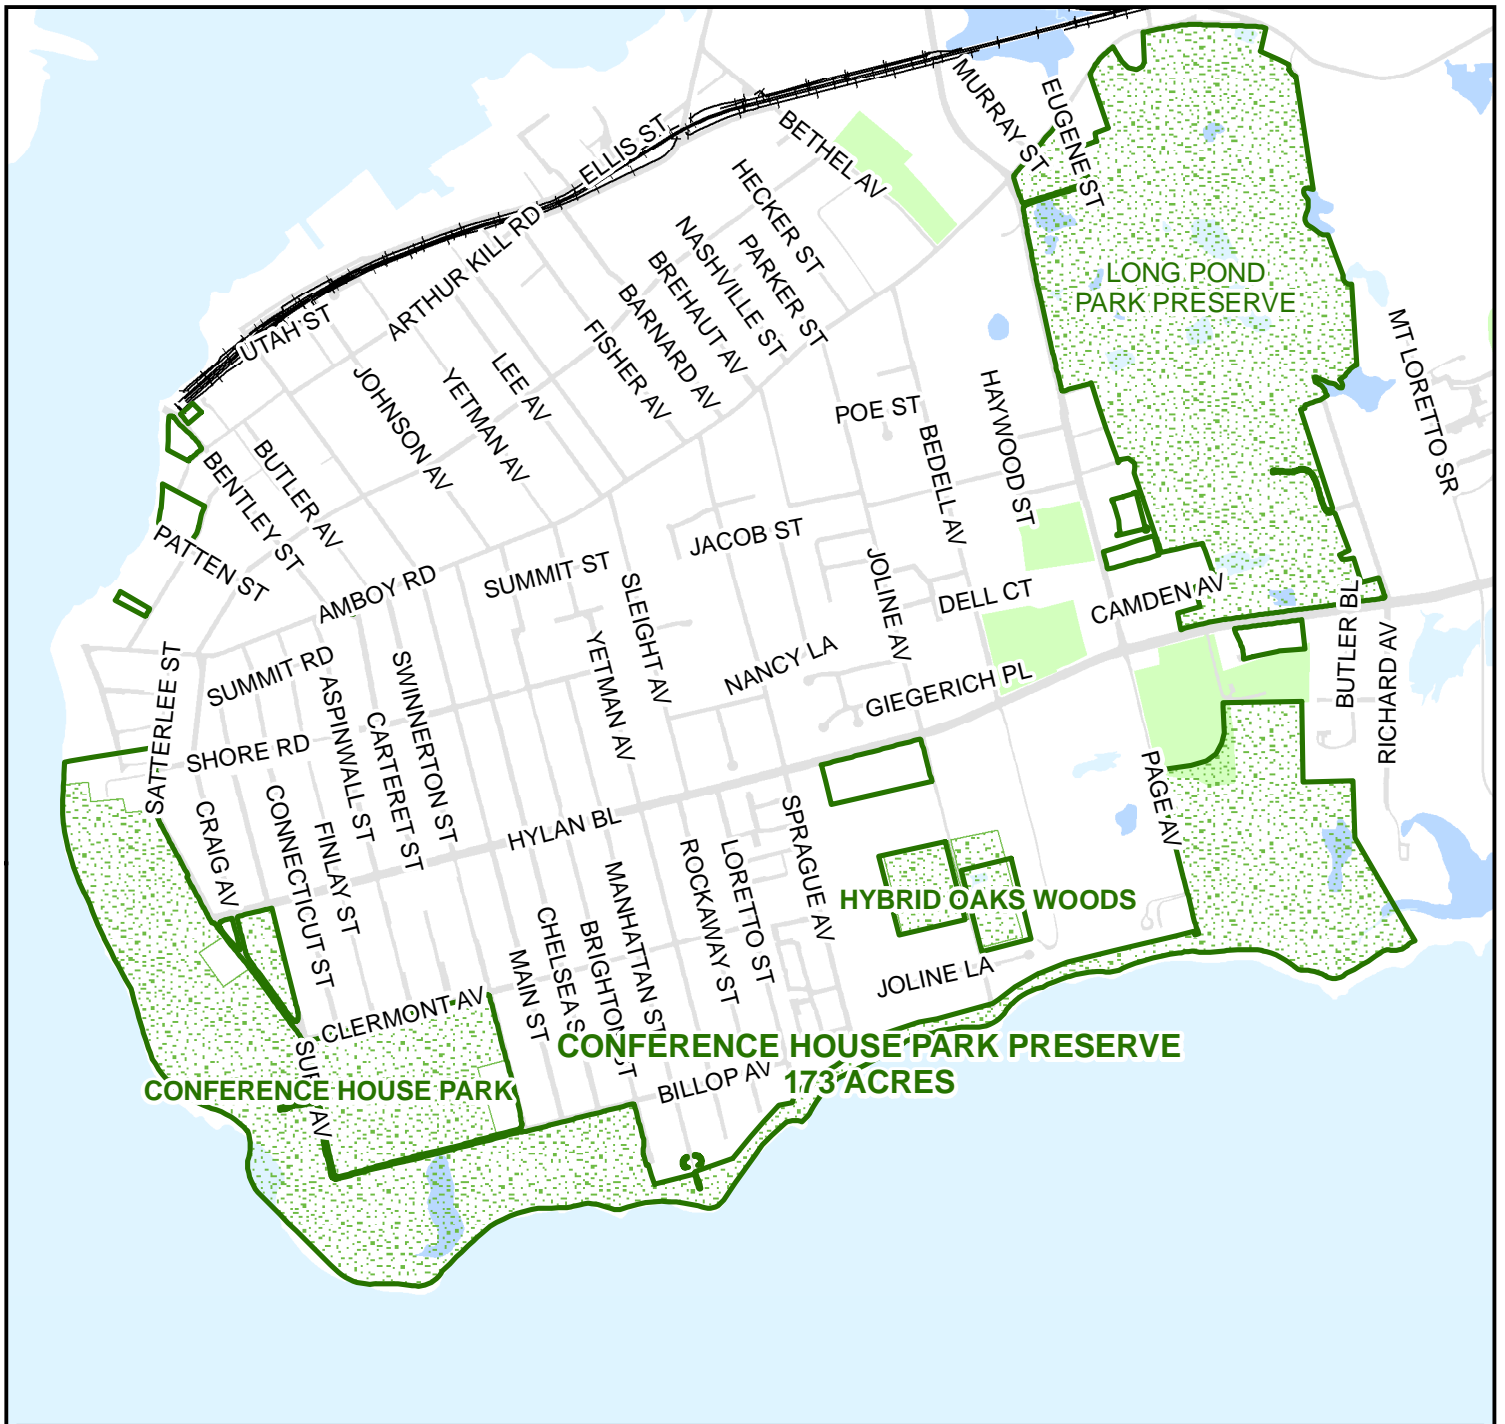 MURRAY ST
EUGENE ST
BETHEL AV
ELLIS ST
HECKER ST
NASHVILLE ST
PARKER ST
BREHAUT AV
BARNARD AV
FISHER AV
ARTHUR KILL RD
UTAH ST
LONG POND
PARK PRESERVE
MT LORETTO SR
LEE AV
YETMAN AV
JOHNSON AV
POE ST
HAYWOOD ST
BEDELL AV
BUTLER AV
BENTLEY ST
PATTEN ST
JACOB ST
SUMMIT ST
AMBOY RD
SLEIGHT AV
JOLINE AV
DELL CT
CAMDEN AV
BUTLER BL
RICHARD AV
YETMAN AV
NANCY LA
GIEGERICH PL
SATTERLEE ST
SUMMIT RD
ASPINWALL ST
SWINNERTON ST
CARTERET ST
SHORE RD
CRAIG AV
CONNECTICUT ST
FINLAY ST
HYLAN BL
PAGE AV
SPRAGUE AV
LORETTO ST
ROCKAWAY ST
MANHATTAN ST
HYBRID OAKS WOODS
CHELSEA S
BRIGHTON
MAIN ST
JOLINE LA
CLERMONT AV
CONFERENCE HOUSE PARK PRESERVE
173 ACRES
BILLOP AV
CONFERENCE HOUSE PARK